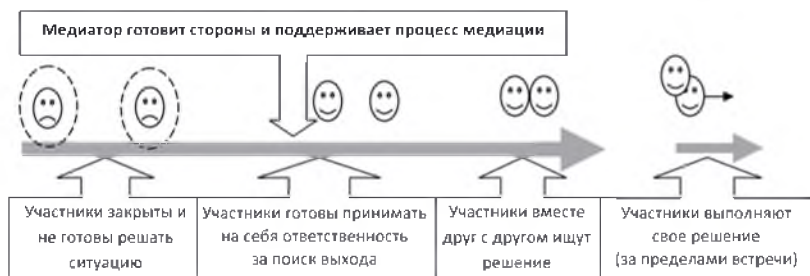 Медиатор готовит стороны и поддерживает процесс медиации
Участники закрыты и
не готовы решать
ситуацию
Участники готовы принимать
на себя ответственность
за поиск выхода
Участники вместе
друг с другом ищут
решение
Участники выполняют
свое решение
(за пределами встречи)